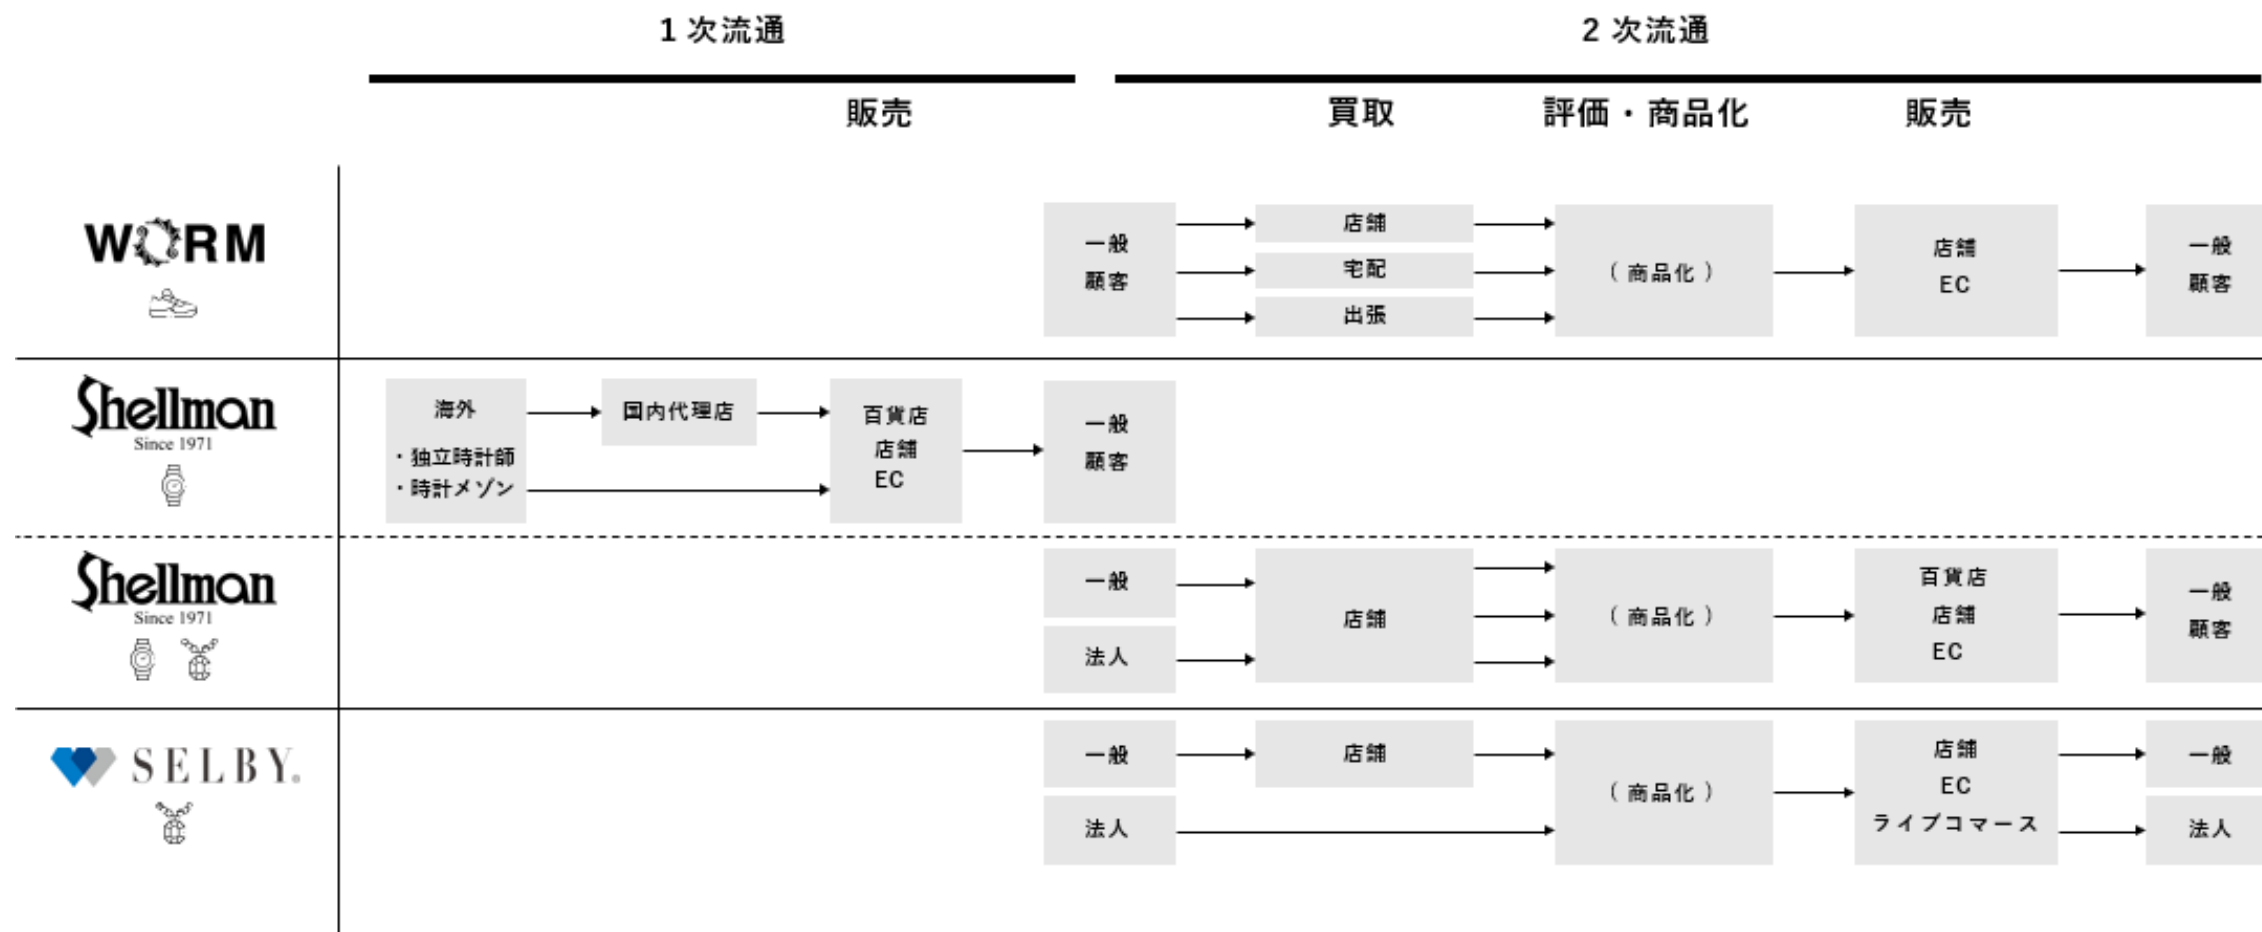 1 次流通
2 次流通
販売
買取
評価・商品化
販売
WORM
一般
顧客
店舗
宅配
出張
( 商品化 )
店舗
EC
一般
顧客
Shellman
Since 1971
海外
・独立時計師
・時計メゾン
国内代理店
百貨店
店舗
EC
一般
顧客
Shellman
Since 1971
一般
法人
店舗
( 商品化 )
百貨店
店舗
EC
一般
顧客
SELBY®
一般
法人
店舗
( 商品化 )
店舗
EC
ライブコマース
一般
法人